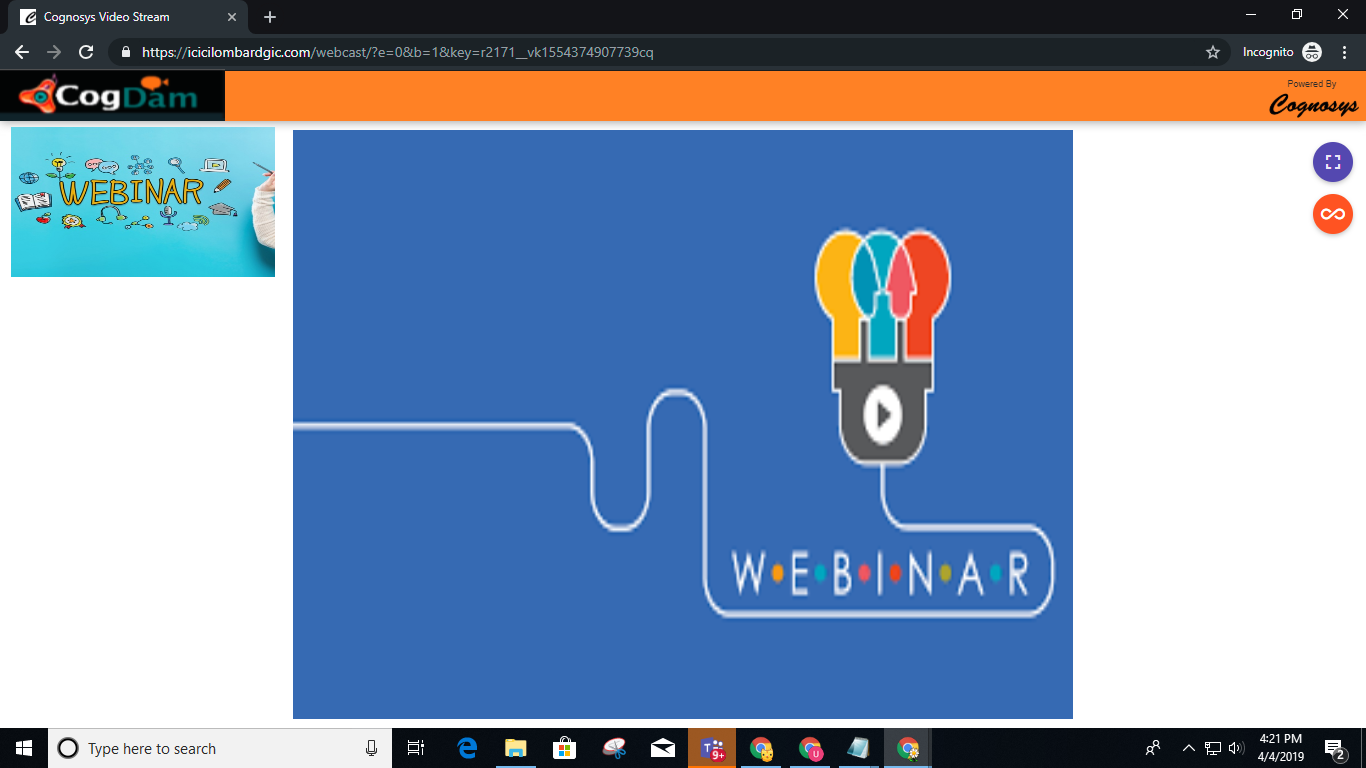 Cognosys Video Stream
https://icicilombardgic.com/webcast/?e=0&b=1&key=r2171__vk1554374907739cq
Incognito
CogDam
Powered By
Cognosys
WEBINAR
W•E•B•I•N•A•R
Type here to search
T
9+
U
4:21 PM
4/4/2019
2